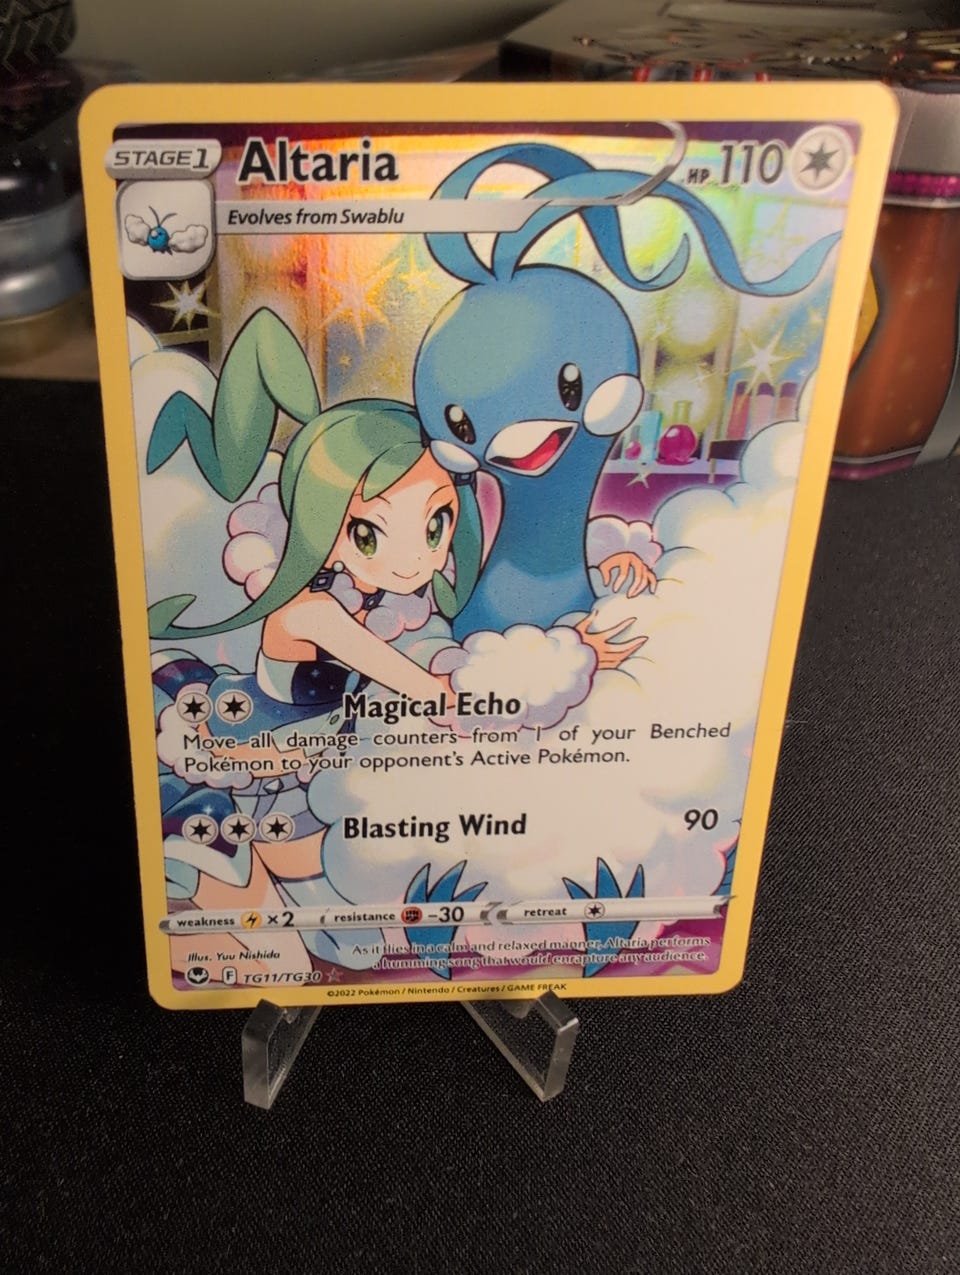 STAGE 1 Altaria HP 110
Evolves from Swablu
Magical Echo
Move all damage counters from 1 of your Benched
Pokémon to your opponent's Active Pokémon.
Blasting Wind 90
weakness ×2 resistance -30 retreat
Illus. Yuu Nishida
As it flies in a calm and relaxed manner, Altaria performs
a humming song that would enrapture any audience.
F TG11/TG30
©2022 Pokémon / Nintendo / Creatures / GAME FREAK